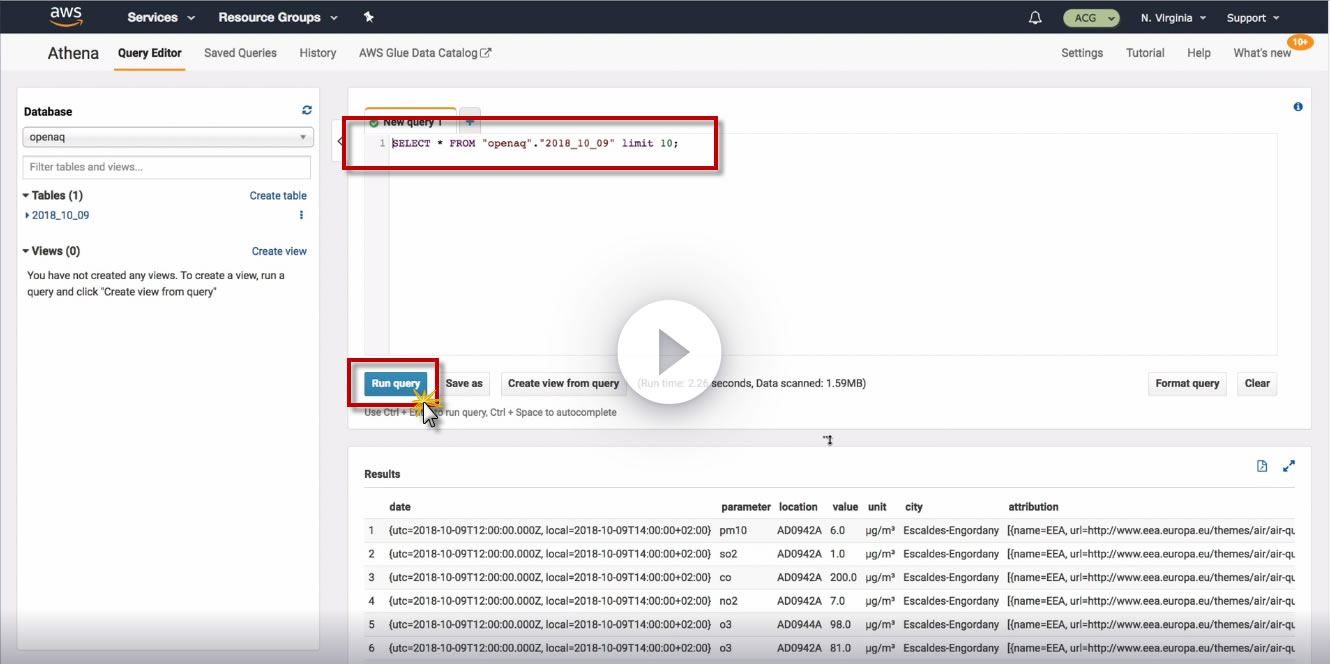 aws Services Resource Groups ACG N. Virginia Support
Athena Query Editor Saved Queries History AWS Glue Data Catalog Settings Tutorial Help What's new 10+
Database
openaq
Filter tables and views...
Tables (1) Create table
2018_10_09
Views (0) Create view
You have not created any views. To create a view, run a
query and click "Create view from query"
New query 1 +
1 SELECT * FROM "openaq"."2018_10_09" limit 10;
Run query Save as Create view from query (Run time: 2.26 seconds, Data scanned: 1.59MB) Format query Clear
Use Ctrl + Enter to run query, Ctrl + Space to autocomplete
Results
date parameter location value unit city attribution
1 {utc=2018-10-09T12:00:00.000Z, local=2018-10-09T14:00:00+02:00} pm10 AD0942A 6.0 µg/m³ Escaldes-Engordany [{name=EEA, url=http://www.eea.europa.eu/themes/air/air-qu
2 {utc=2018-10-09T12:00:00.000Z, local=2018-10-09T14:00:00+02:00} so2 AD0942A 1.0 µg/m³ Escaldes-Engordany [{name=EEA, url=http://www.eea.europa.eu/themes/air/air-qu
3 {utc=2018-10-09T12:00:00.000Z, local=2018-10-09T14:00:00+02:00} co AD0942A 200.0 µg/m³ Escaldes-Engordany [{name=EEA, url=http://www.eea.europa.eu/themes/air/air-qu
4 {utc=2018-10-09T12:00:00.000Z, local=2018-10-09T14:00:00+02:00} no2 AD0942A 7.0 µg/m³ Escaldes-Engordany [{name=EEA, url=http://www.eea.europa.eu/themes/air/air-qu
5 {utc=2018-10-09T12:00:00.000Z, local=2018-10-09T14:00:00+02:00} o3 AD0944A 98.0 µg/m³ Escaldes-Engordany [{name=EEA, url=http://www.eea.europa.eu/themes/air/air-qu
6 {utc=2018-10-09T12:00:00.000Z, local=2018-10-09T14:00:00+02:00} o3 AD0942A 81.0 µg/m³ Escaldes-Engordany [{name=EEA, url=http://www.eea.europa.eu/themes/air/air-qu